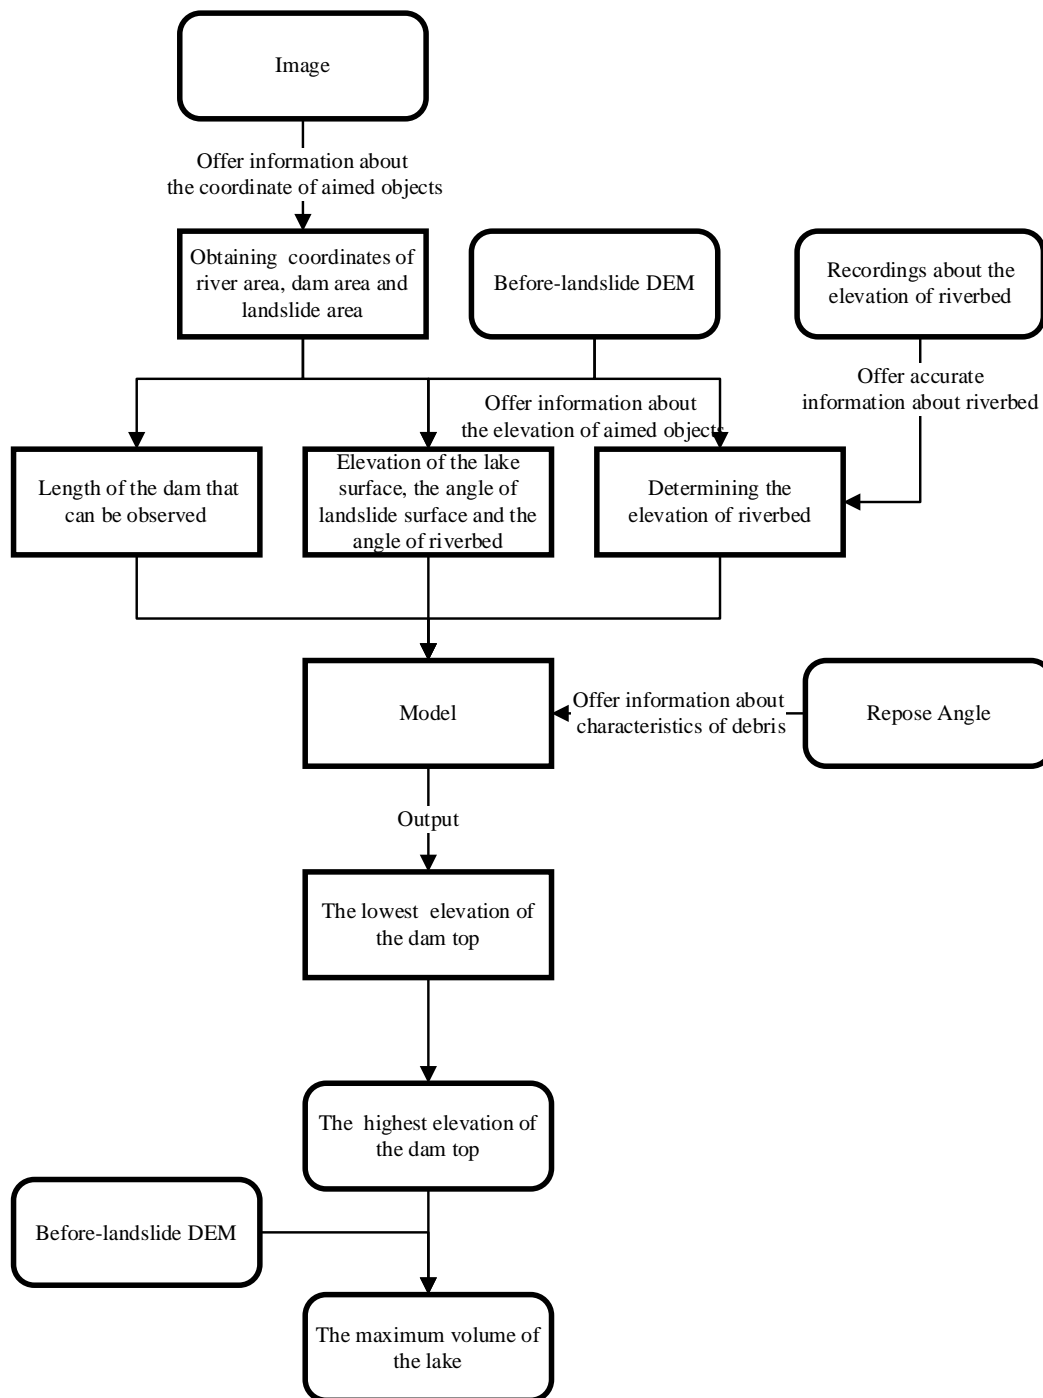 Image
Offer information about
the coordinate of aimed objects
Obtaining coordinates of
river area, dam area and
landslide area
Before-landslide DEM
Recordings about the
elevation of riverbed
Offer accurate
information about riverbed
Offer information about
the elevation of aimed objects
Length of the dam that
can be observed
Elevation of the lake
surface, the angle of
landslide surface and the
angle of riverbed
Determining the
elevation of riverbed
Model
Offer information about
characteristics of debris
Repose Angle
Output
The lowest elevation of
the dam top
The highest elevation of
the dam top
Before-landslide DEM
The maximum volume of
the lake